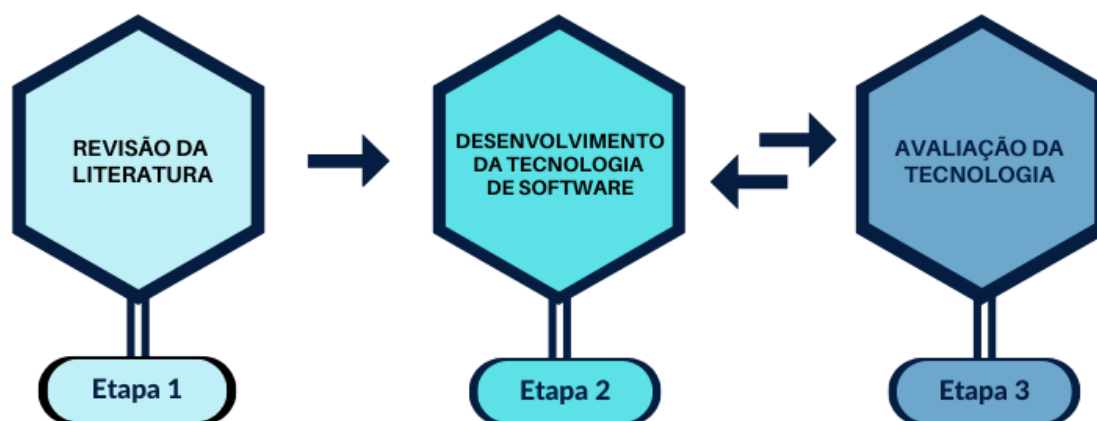 REVISÃO DA
LITERATURA
DESENVOLVIMENTO
DA TECNOLOGIA
DE SOFTWARE
AVALIAÇÃO DA
TECNOLOGIA
Etapa 1
Etapa 2
Etapa 3